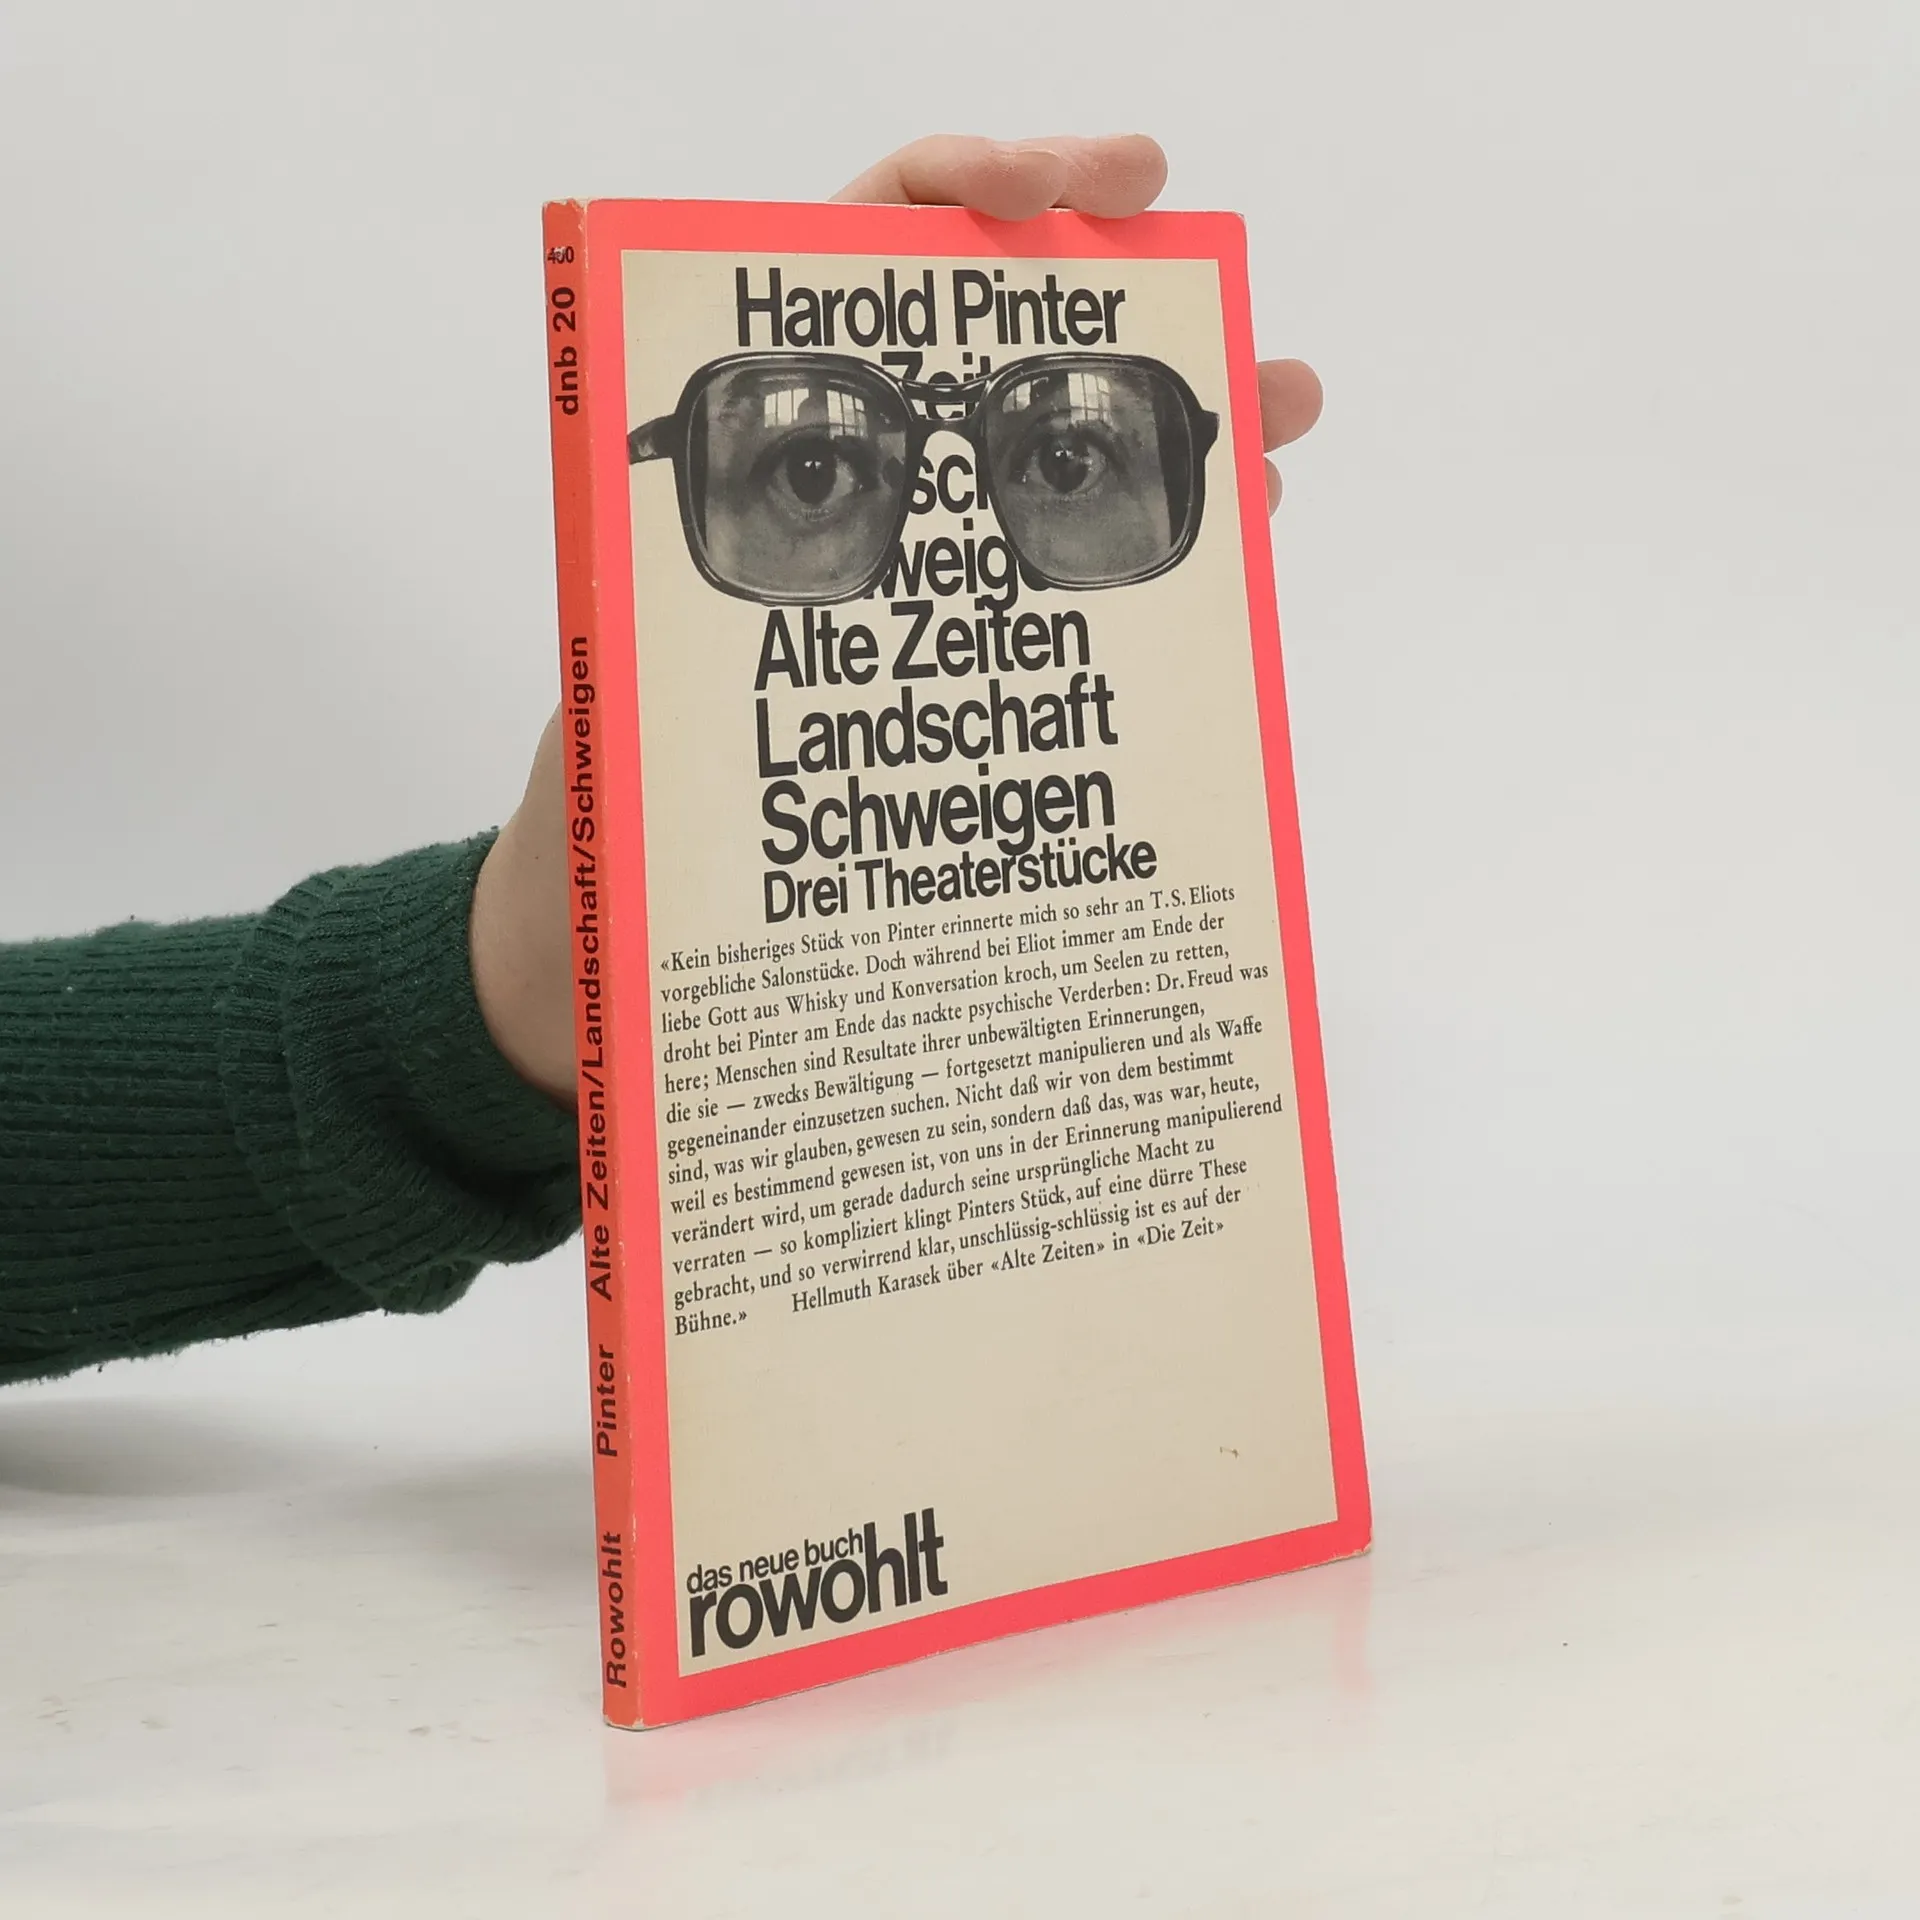 Harold Pinter
Zeit
sch
weige
Alte Zeiten
Landschaft
Schweigen
Drei Theaterstücke
«Kein bisheriges Stück von Pinter erinnerte mich so sehr an T.S. Eliots
vorgebliche Salonstücke. Doch während bei Eliot immer am Ende der
liebe Gott aus Whisky und Konversation kroch, um Seelen zu retten,
droht bei Pinter am Ende das nackte psychische Verderben: Dr. Freud was
here; Menschen sind Resultate ihrer unbewältigten Erinnerungen,
die sie — zwecks Bewältigung — fortgesetzt manipulieren und als Waffe
gegeneinander einzusetzen suchen. Nicht daß wir von dem bestimmt
sind, was wir glauben, gewesen zu sein, sondern daß das, was war, heute,
weil es bestimmend gewesen ist, von uns in der Erinnerung manipulierend
verändert wird, um gerade dadurch seine ursprüngliche Macht zu
verraten — so kompliziert klingt Pinters Stück, auf eine dürre These
gebracht, und so verwirrend klar, unschlüssig-schlüssig ist es auf der
Bühne.» Hellmuth Karasek über «Alte Zeiten» in «Die Zeit»
das neue buch
rowohlt
Rowohlt Pinter Alte Zeiten/Landschaft/Schweigen dnb 20